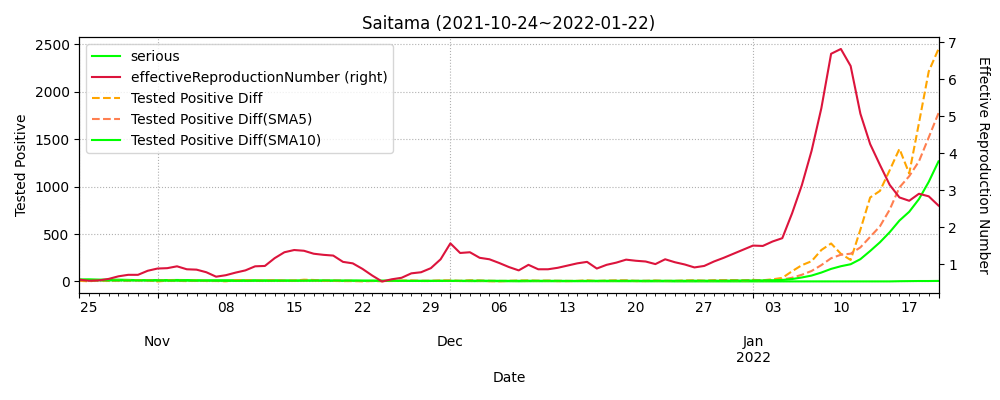 Saitama (2021-10-24~2022-01-22)
serious
effectiveReproductionNumber (right)
Tested Positive Diff
Tested Positive Diff(SMA5)
Tested Positive Diff(SMA10)
Tested Positive
2500
2000
1500
1000
500
0
Effective Reproduction Number
7
6
5
4
3
2
1
25 08 15 22 29 06 13 20 27 03 10 17
Nov Dec Jan
2022
Date